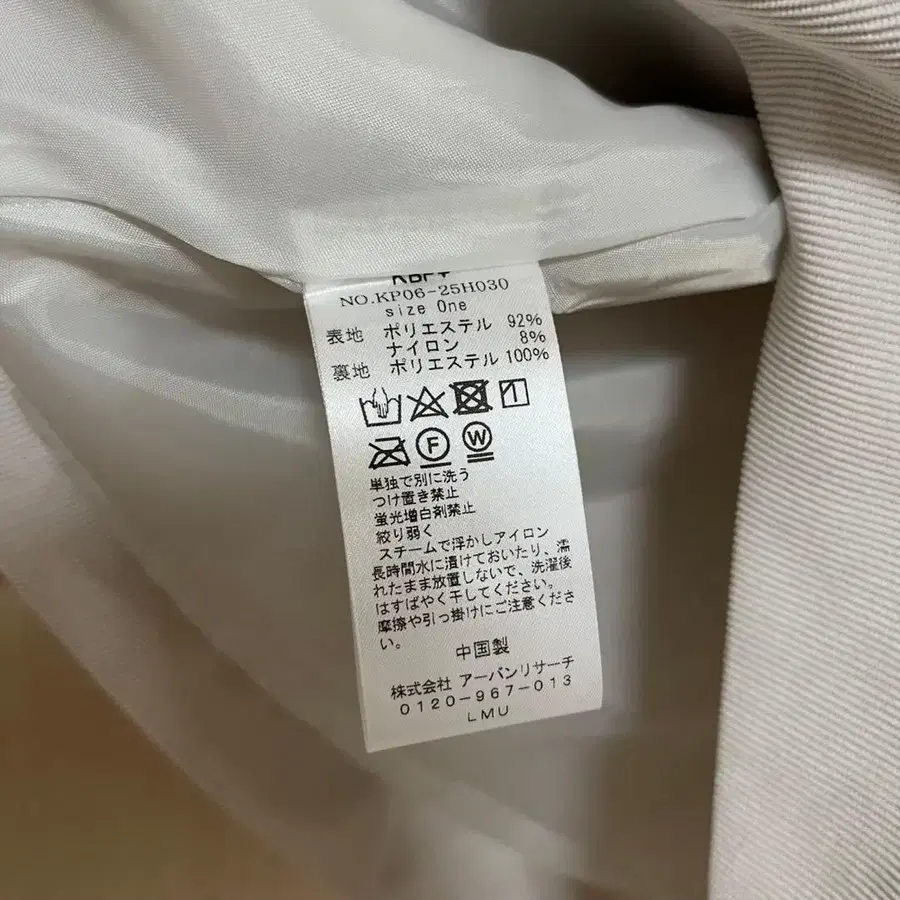 KBF+
NO.KP06-25H030
size One
表地 ポリエステル 92%
ナイロン 8%
裏地 ポリエステル 100%
F W
単独で別に洗う
つけ置き禁止
蛍光増白剤禁止
絞り弱く
スチームで浮かしアイロン
長時間水に漬けておいたり、濡
れたまま放置しないで、洗濯後
はすばやく干してください。
摩擦や引っ掛けにご注意くださ
い。
中国製
株式会社 アーバンリサーチ
0120-967-013
LMU